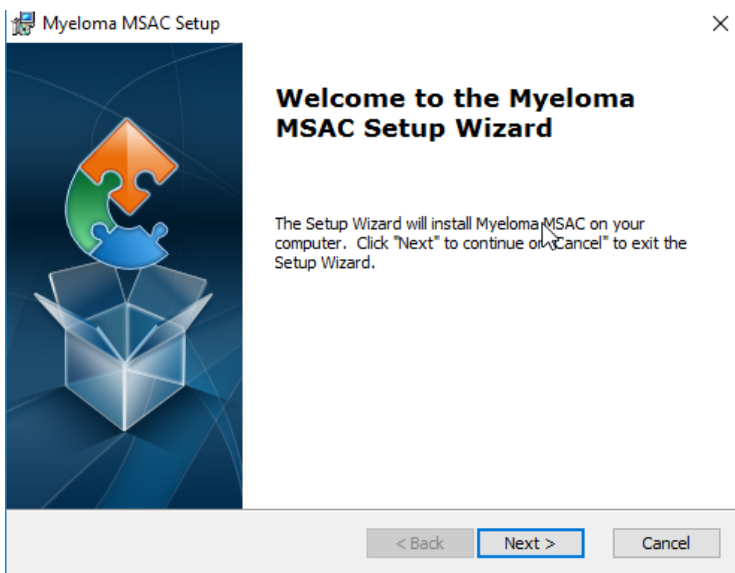 Myeloma MSAC Setup
Welcome to the Myeloma
MSAC Setup Wizard
The Setup Wizard will install Myeloma MSAC on your
computer.  Click "Next" to continue or "Cancel" to exit the
Setup Wizard.
< Back
Next >
Cancel